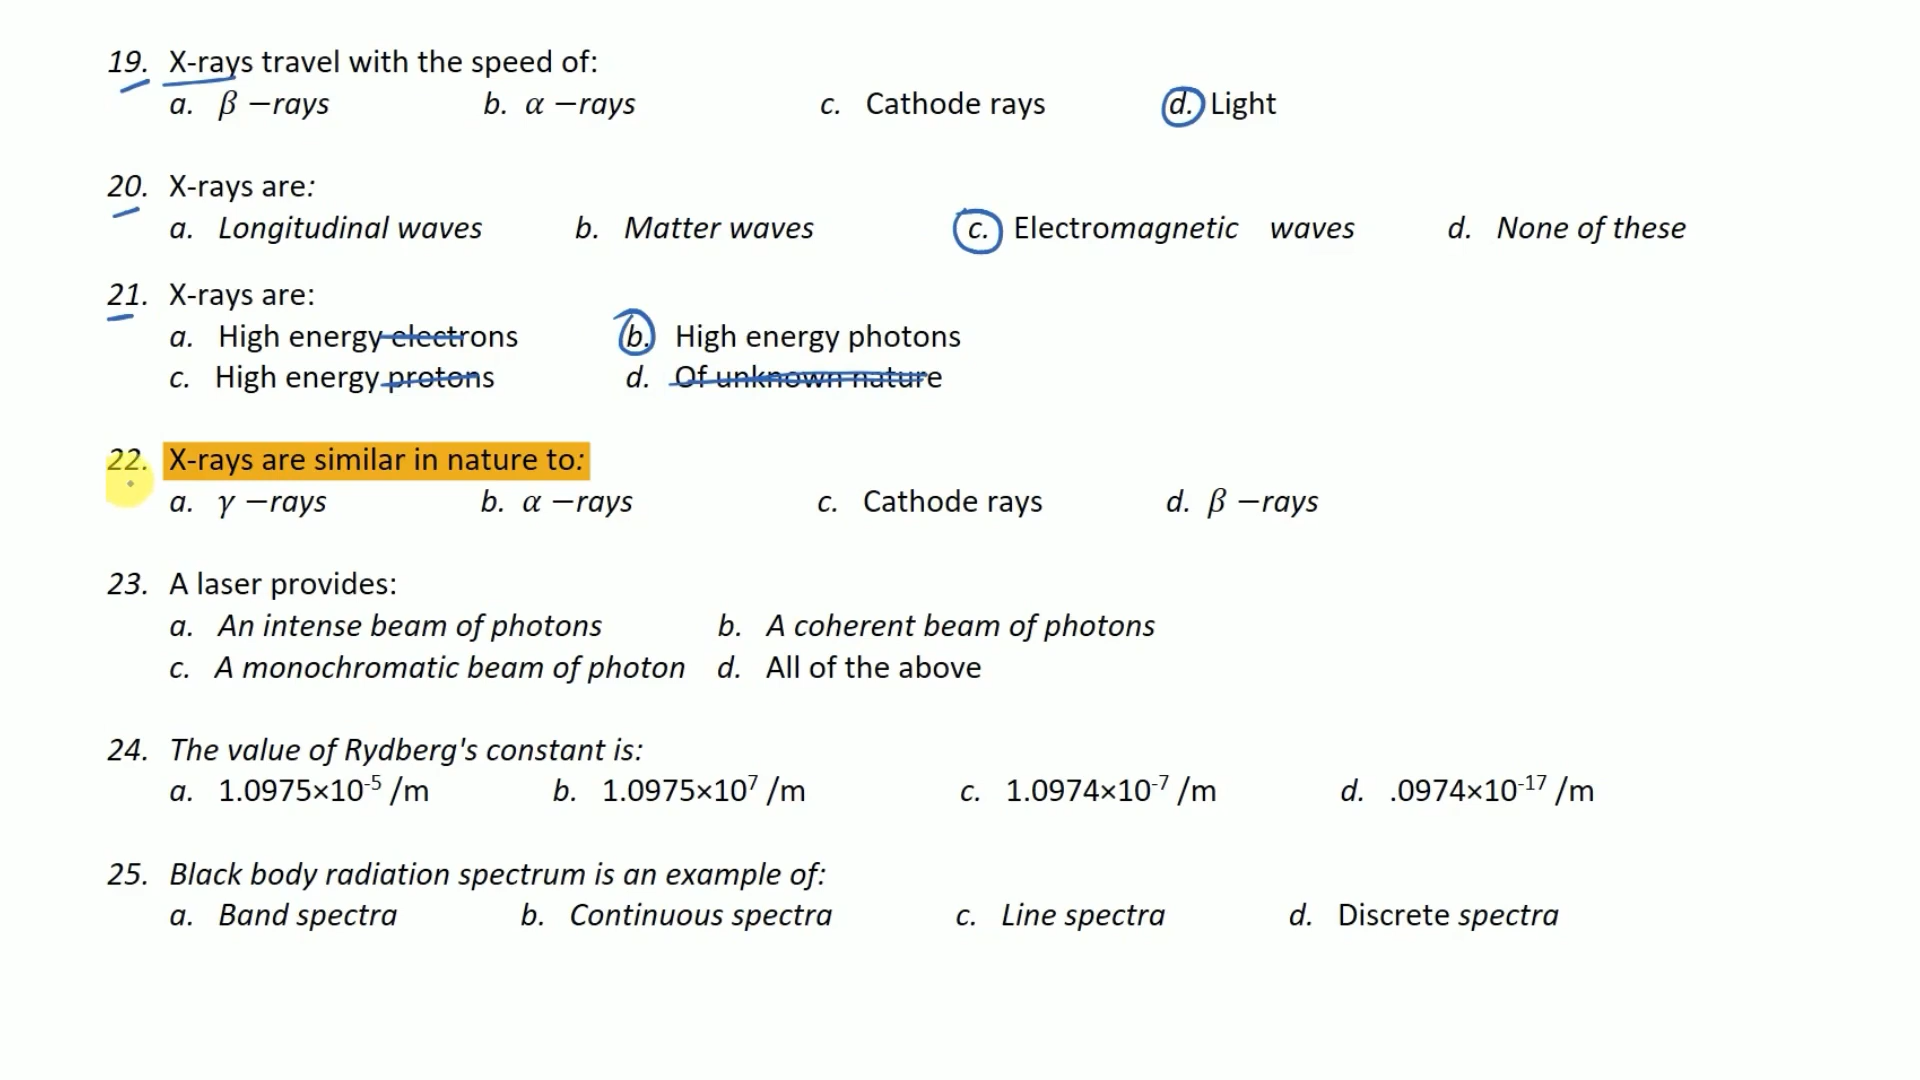 19. X-rays travel with the speed of:
a. β −rays b. α −rays c. Cathode rays d. Light
20. X-rays are:
a. Longitudinal waves b. Matter waves c. Electromagnetic waves d. None of these
21. X-rays are:
a. High energy electrons b. High energy photons
c. High energy protons d. Of unknown nature
22. X-rays are similar in nature to:
a. γ −rays b. α −rays c. Cathode rays d. β −rays
23. A laser provides:
a. An intense beam of photons b. A coherent beam of photons
c. A monochromatic beam of photon d. All of the above
24. The value of Rydberg's constant is:
a. 1.0975×10⁻⁵ /m b. 1.0975×10⁷ /m c. 1.0974×10⁻⁷ /m d. .0974×10⁻¹⁷ /m
25. Black body radiation spectrum is an example of:
a. Band spectra b. Continuous spectra c. Line spectra d. Discrete spectra